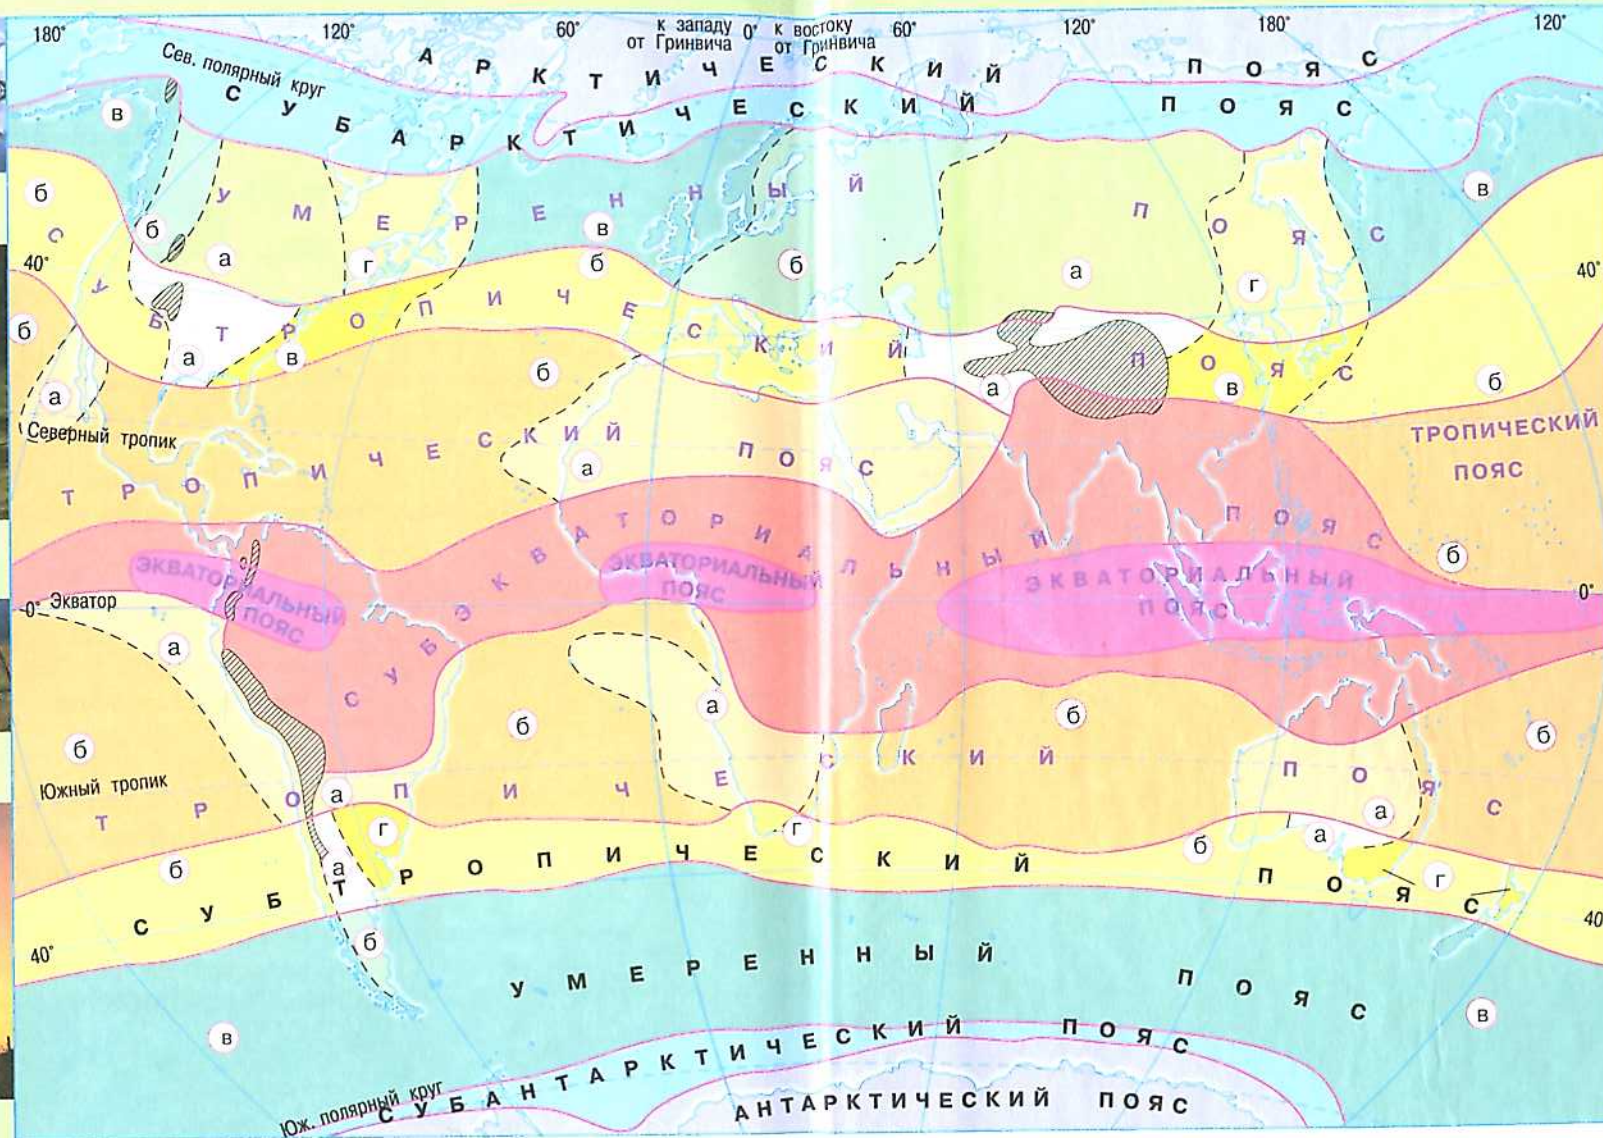 180° 120° 60° к западу от Гринвича 0° к востоку от Гринвича 60° 120° 180° 120°
АРКТИЧЕСКИЙ ПОЯС
Сев. полярный круг
СУБАРКТИЧЕСКИЙ ПОЯС
в
УМЕРЕННЫЙ ПОЯС
б
в
в
б
а
г
б
б
а
г
40°
40°
СУБТРОПИЧЕСКИЙ ПОЯС
б
а
в
б
а
в
б
а
Северный тропик
ТРОПИЧЕСКИЙ ПОЯС
а
ТРОПИЧЕСКИЙ
ПОЯС
СУБЭКВАТОРИАЛЬНЫЙ ПОЯС
б
ЭКВАТОРИАЛЬНЫЙ
ПОЯС
ЭКВАТОРИАЛЬНЫЙ
ПОЯС
ЭКВАТОРИАЛЬНЫЙ
ПОЯС
0° Экватор
0°
а
б
б
а
б
б
Южный тропик
ТРОПИЧЕСКИЙ ПОЯС
а
а
г
г
б
а
б
а
г
СУБТРОПИЧЕСКИЙ ПОЯС
40°
40
б
УМЕРЕННЫЙ ПОЯС
в
в
СУБАНТАРКТИЧЕСКИЙ ПОЯС
Юж. полярный круг
АНТАРКТИЧЕСКИЙ ПОЯС